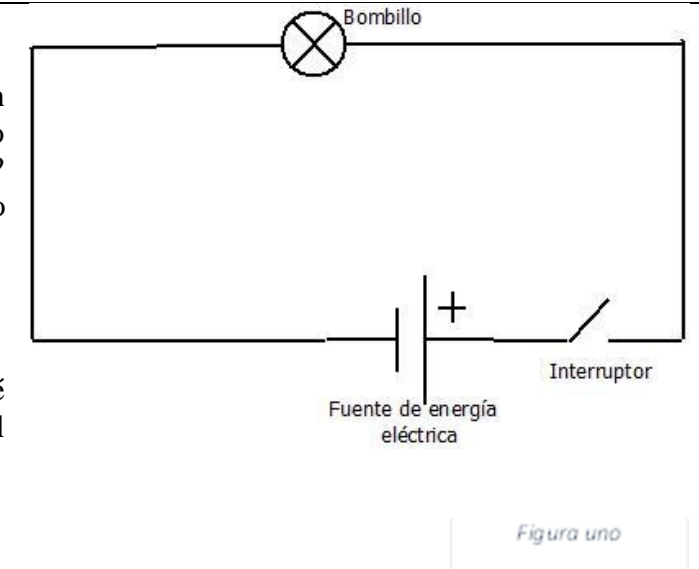 Bombillo
+
Interruptor
Fuente de energía
eléctrica
Figura uno